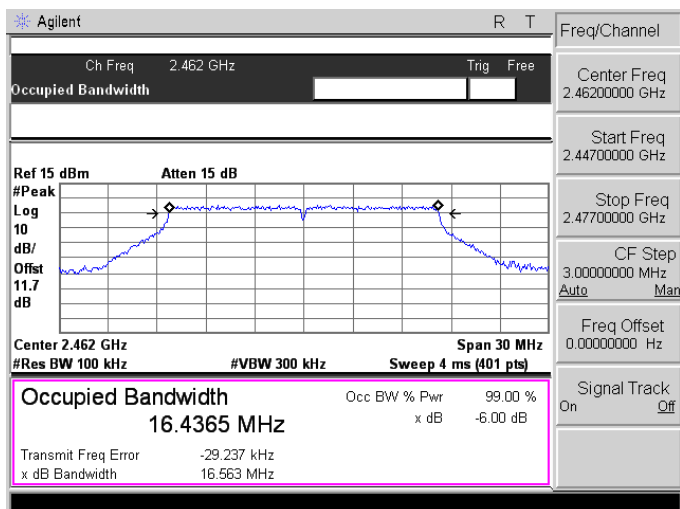 Agilent R T
Ch Freq 2.462 GHz Trig Free
Occupied Bandwidth
Ref 15 dBm Atten 15 dB
#Peak
Log
10
dB/
Offst
11.7
dB
Center 2.462 GHz Span 30 MHz
#Res BW 100 kHz #VBW 300 kHz Sweep 4 ms (401 pts)
Occupied Bandwidth Occ BW % Pwr 99.00 %
16.4365 MHz x dB -6.00 dB
Transmit Freq Error -29.237 kHz
x dB Bandwidth 16.563 MHz
Freq/Channel
Center Freq
2.46200000 GHz
Start Freq
2.44700000 GHz
Stop Freq
2.47700000 GHz
CF Step
3.00000000 MHz
Auto Man
Freq Offset
0.00000000 Hz
Signal Track
On Off